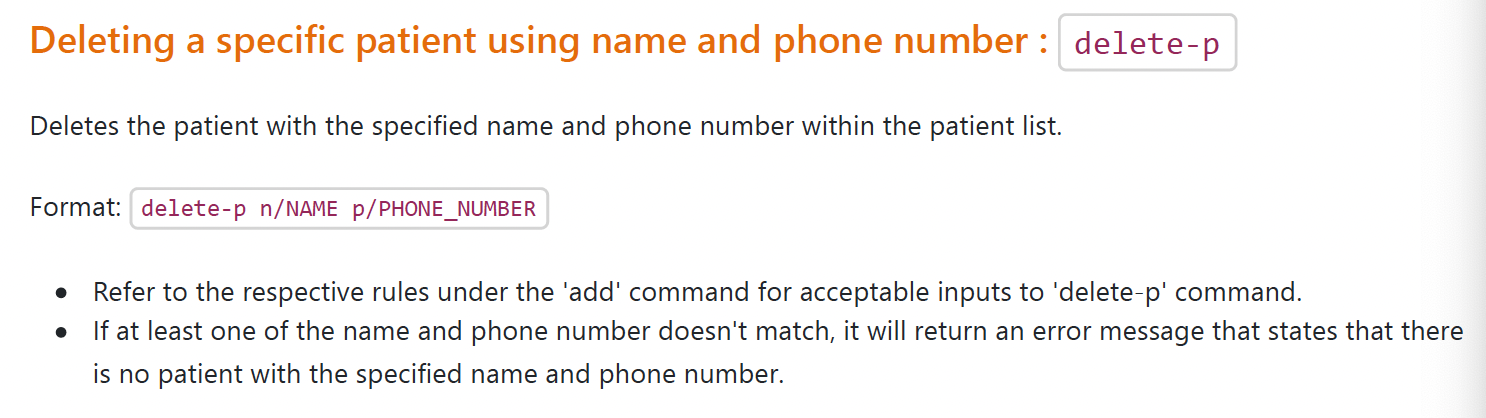 Deleting a specific patient using name and phone number : delete-p
Deletes the patient with the specified name and phone number within the patient list.
Format: delete-p n/NAME p/PHONE_NUMBER
• Refer to the respective rules under the 'add' command for acceptable inputs to 'delete-p' command.
• If at least one of the name and phone number doesn't match, it will return an error message that states that there
is no patient with the specified name and phone number.